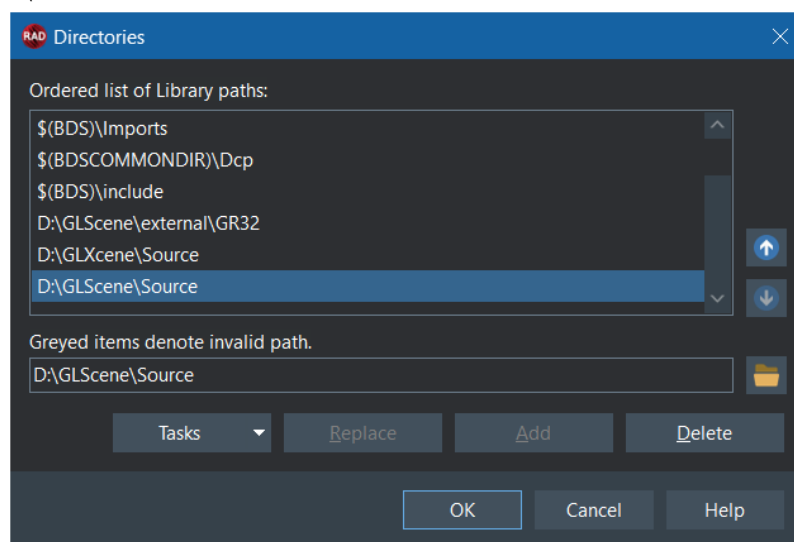 RAD Directories
Ordered list of Library paths:
$(BDS)\Imports
$(BDSCOMMONDIR)\Dcp
$(BDS)\include
D:\GLScene\external\GR32
D:\GLXcene\Source
D:\GLScene\Source
Greyed items denote invalid path.
D:\GLScene\Source
Tasks Replace Add Delete
OK Cancel Help